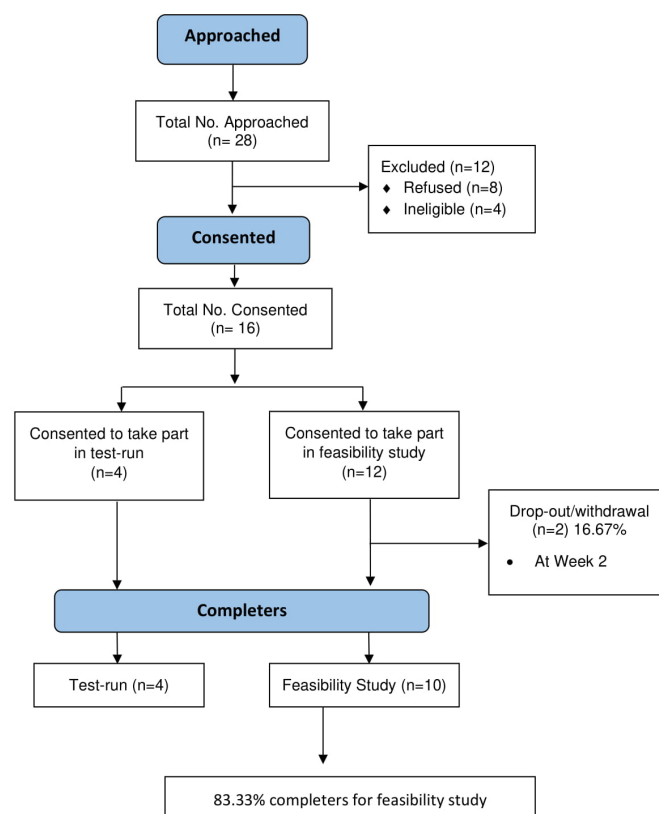 Approached
Total No. Approached
(n= 28)
Excluded (n=12)
♦ Refused (n=8)
♦ Ineligible (n=4)
Consented
Total No. Consented
(n= 16)
Consented to take part
in test-run
(n=4)
Consented to take part
in feasibility study
(n=12)
Drop-out/withdrawal
(n=2) 16.67%
• At Week 2
Completers
Test-run (n=4)
Feasibility Study (n=10)
83.33% completers for feasibility study